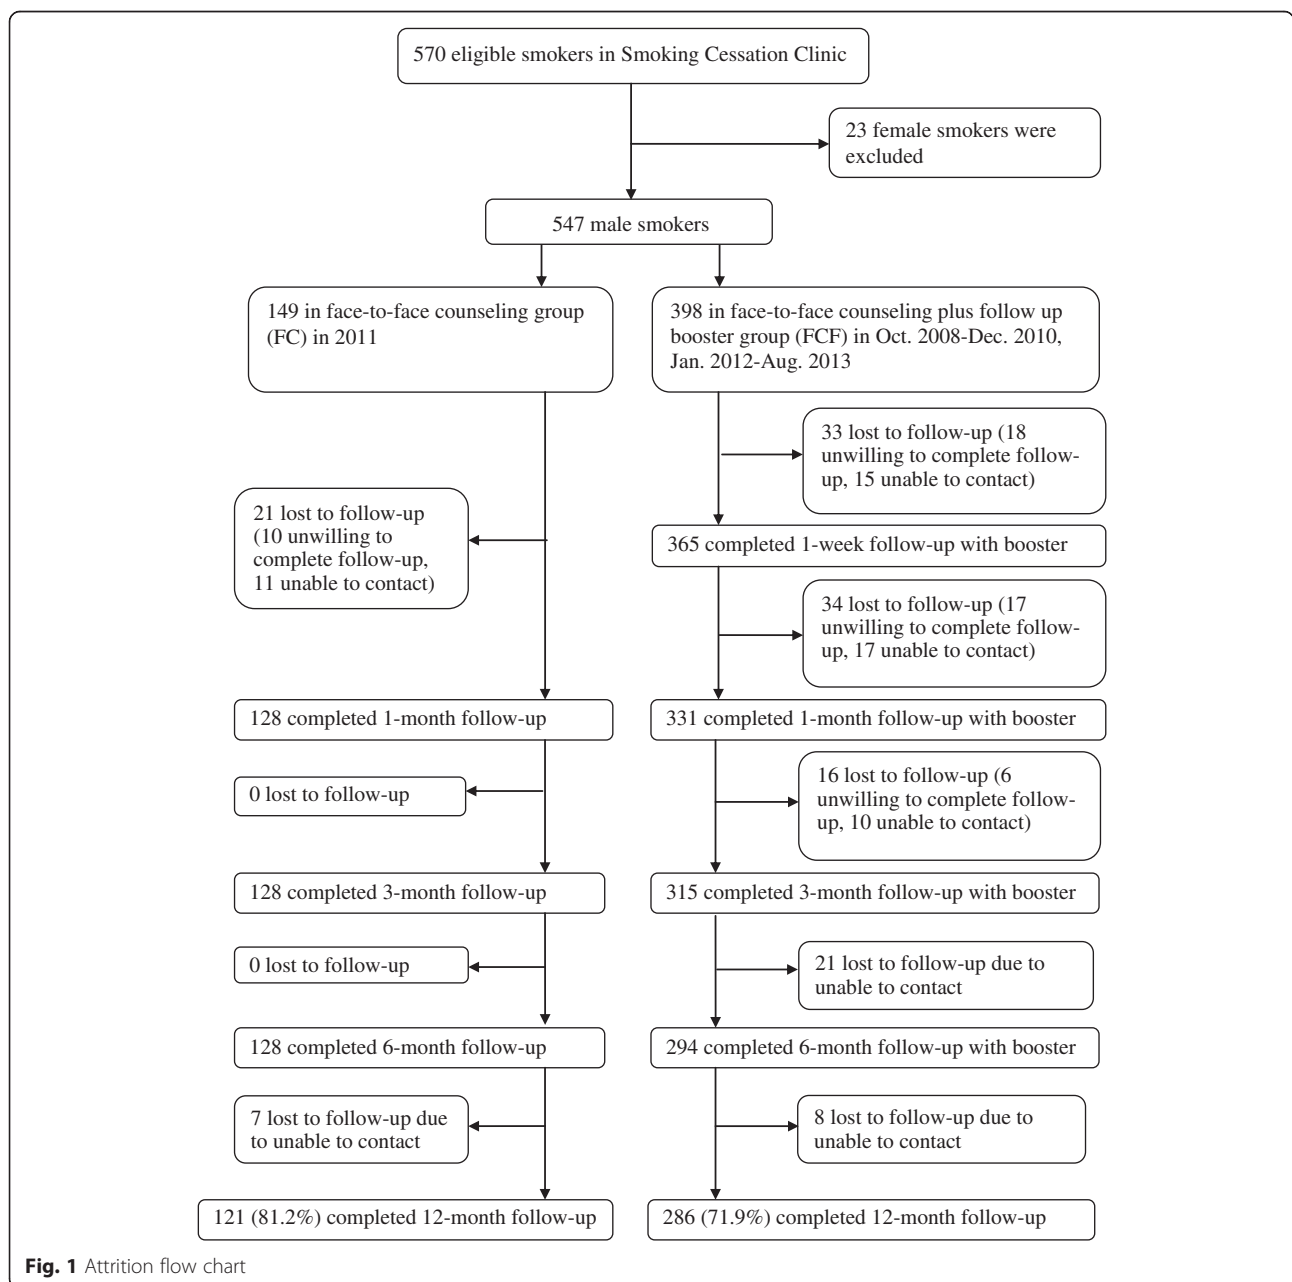 570 eligible smokers in Smoking Cessation Clinic
23 female smokers were
excluded
547 male smokers
149 in face-to-face counseling group
(FC) in 2011
398 in face-to-face counseling plus follow up
booster group (FCF) in Oct. 2008-Dec. 2010,
Jan. 2012-Aug. 2013
33 lost to follow-up (18
unwilling to complete follow-
up, 15 unable to contact)
21 lost to follow-up
(10 unwilling to
complete follow-up,
11 unable to contact)
365 completed 1-week follow-up with booster
34 lost to follow-up (17
unwilling to complete follow-
up, 17 unable to contact)
128 completed 1-month follow-up
331 completed 1-month follow-up with booster
0 lost to follow-up
16 lost to follow-up (6
unwilling to complete follow-
up, 10 unable to contact)
128 completed 3-month follow-up
315 completed 3-month follow-up with booster
0 lost to follow-up
21 lost to follow-up due to
unable to contact
128 completed 6-month follow-up
294 completed 6-month follow-up with booster
7 lost to follow-up due
to unable to contact
8 lost to follow-up due to
unable to contact
121 (81.2%) completed 12-month follow-up
286 (71.9%) completed 12-month follow-up
Fig. 1 Attrition flow chart